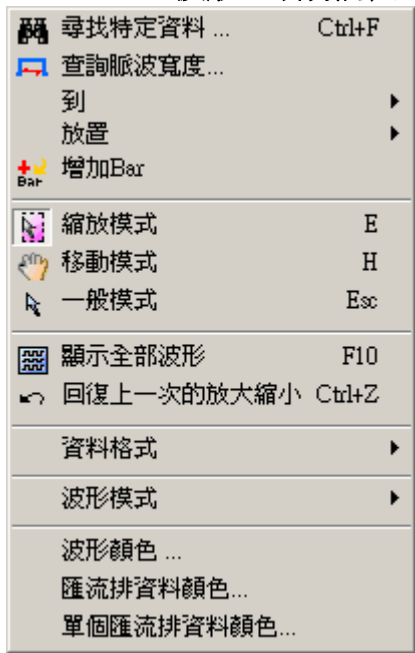 尋找特定資料 ... Ctrl+F
查詢脈波寬度...
到
放置
Bar 增加Bar
縮放模式 E
移動模式 H
一般模式 Esc
顯示全部波形 F10
回復上一次的放大縮小 Ctrl+Z
資料格式
波形模式
波形顏色 ...
匯流排資料顏色...
單個匯流排資料顏色...